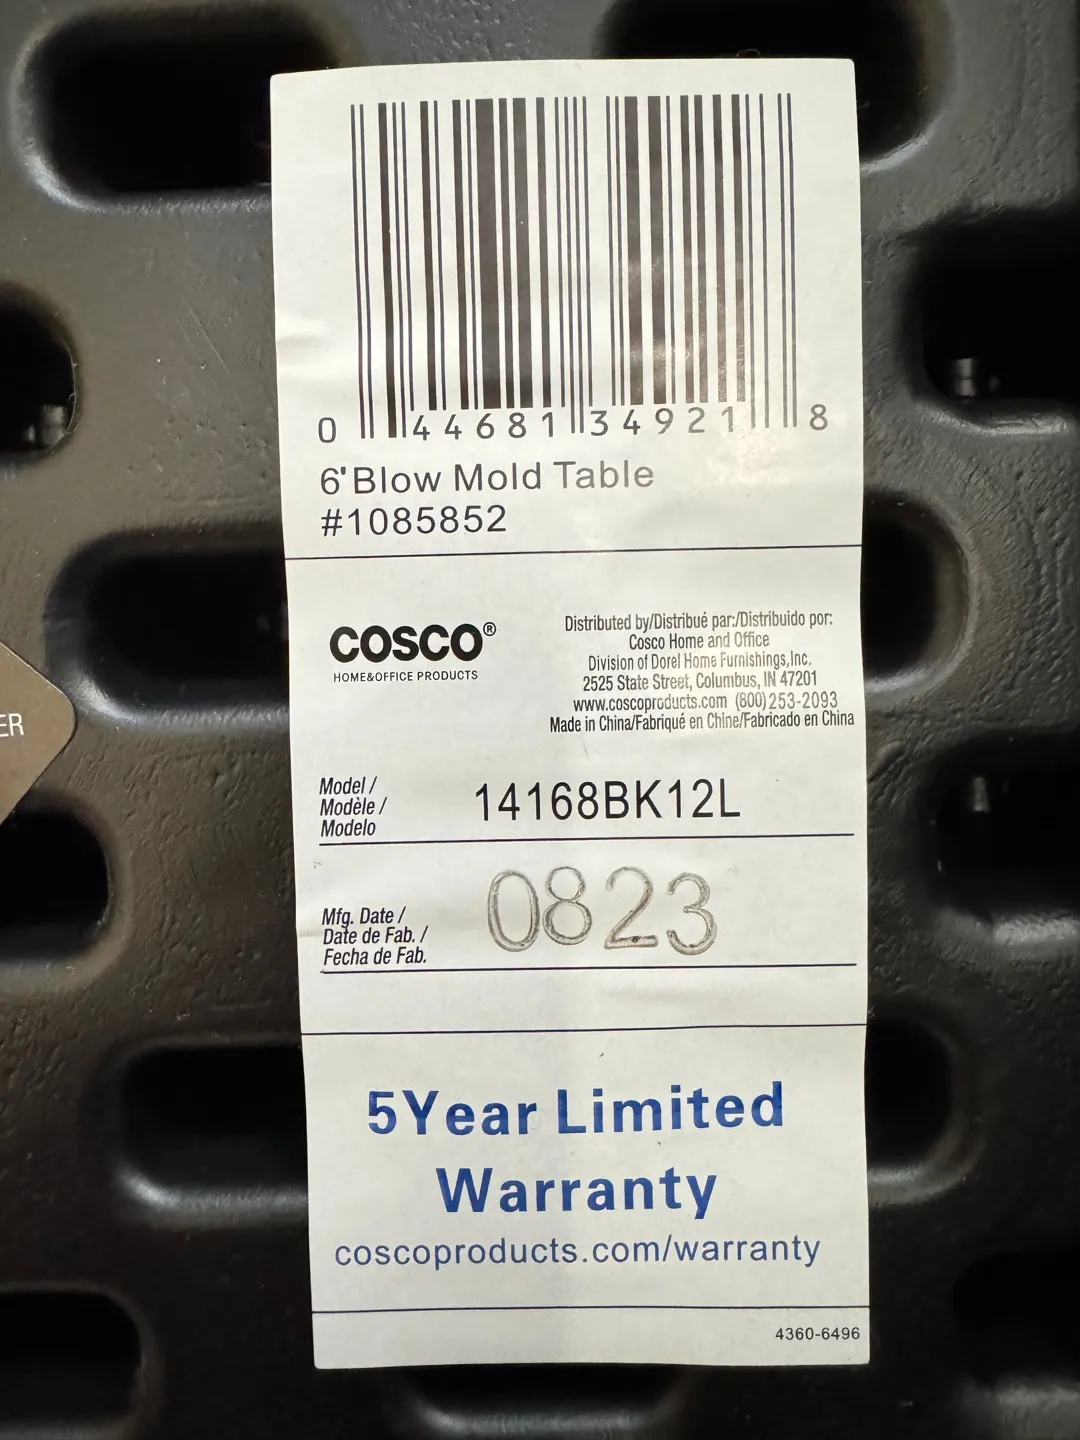 0 44681 34921 8
6'Blow Mold Table
#1085852
COSCO®
HOME&OFFICE PRODUCTS
Distributed by/Distribué par:/Distribuido por:
Cosco Home and Office
Division of Dorel Home Furnishings,Inc.
2525 State Street, Columbus, IN 47201
www.coscoproducts.com (800)253-2093
Made in China/Fabriqué en Chine/Fabricado en China
Model /
Modèle /
Modelo
14168BK12L
Mfg. Date /
Date de Fab. /
Fecha de Fab.
0823
5Year Limited
Warranty
coscoproducts.com/warranty
4360-6496
ER